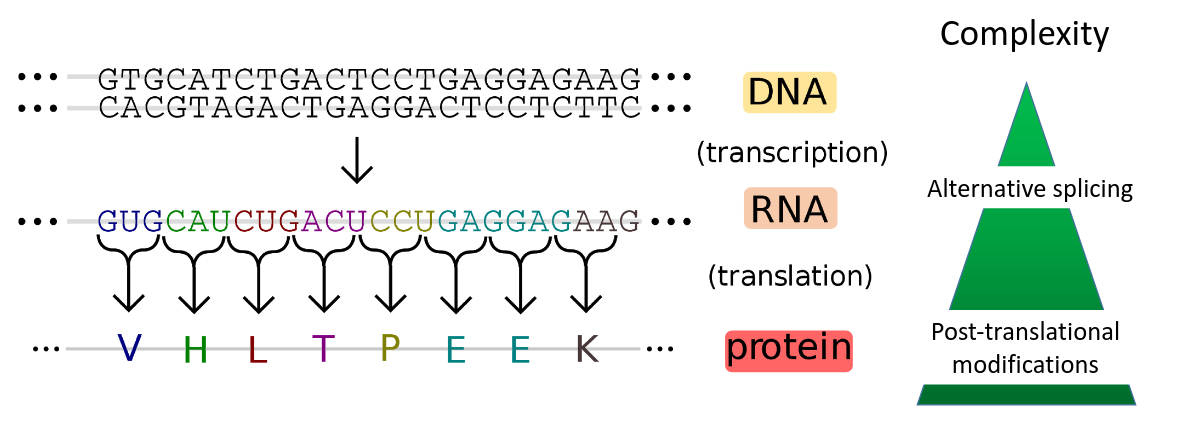 Complexity
... GTGCATCTGACTCCTGAGGAGAAG ...
... CACGTAGACTGAGGACTCCTCTTC ...
DNA
(transcription)
Alternative splicing
... GUGCAUCUGACUCCUGAGGAGAAG ...
RNA
(translation)
Post-translational
modifications
... V H L T P E E K ...
protein